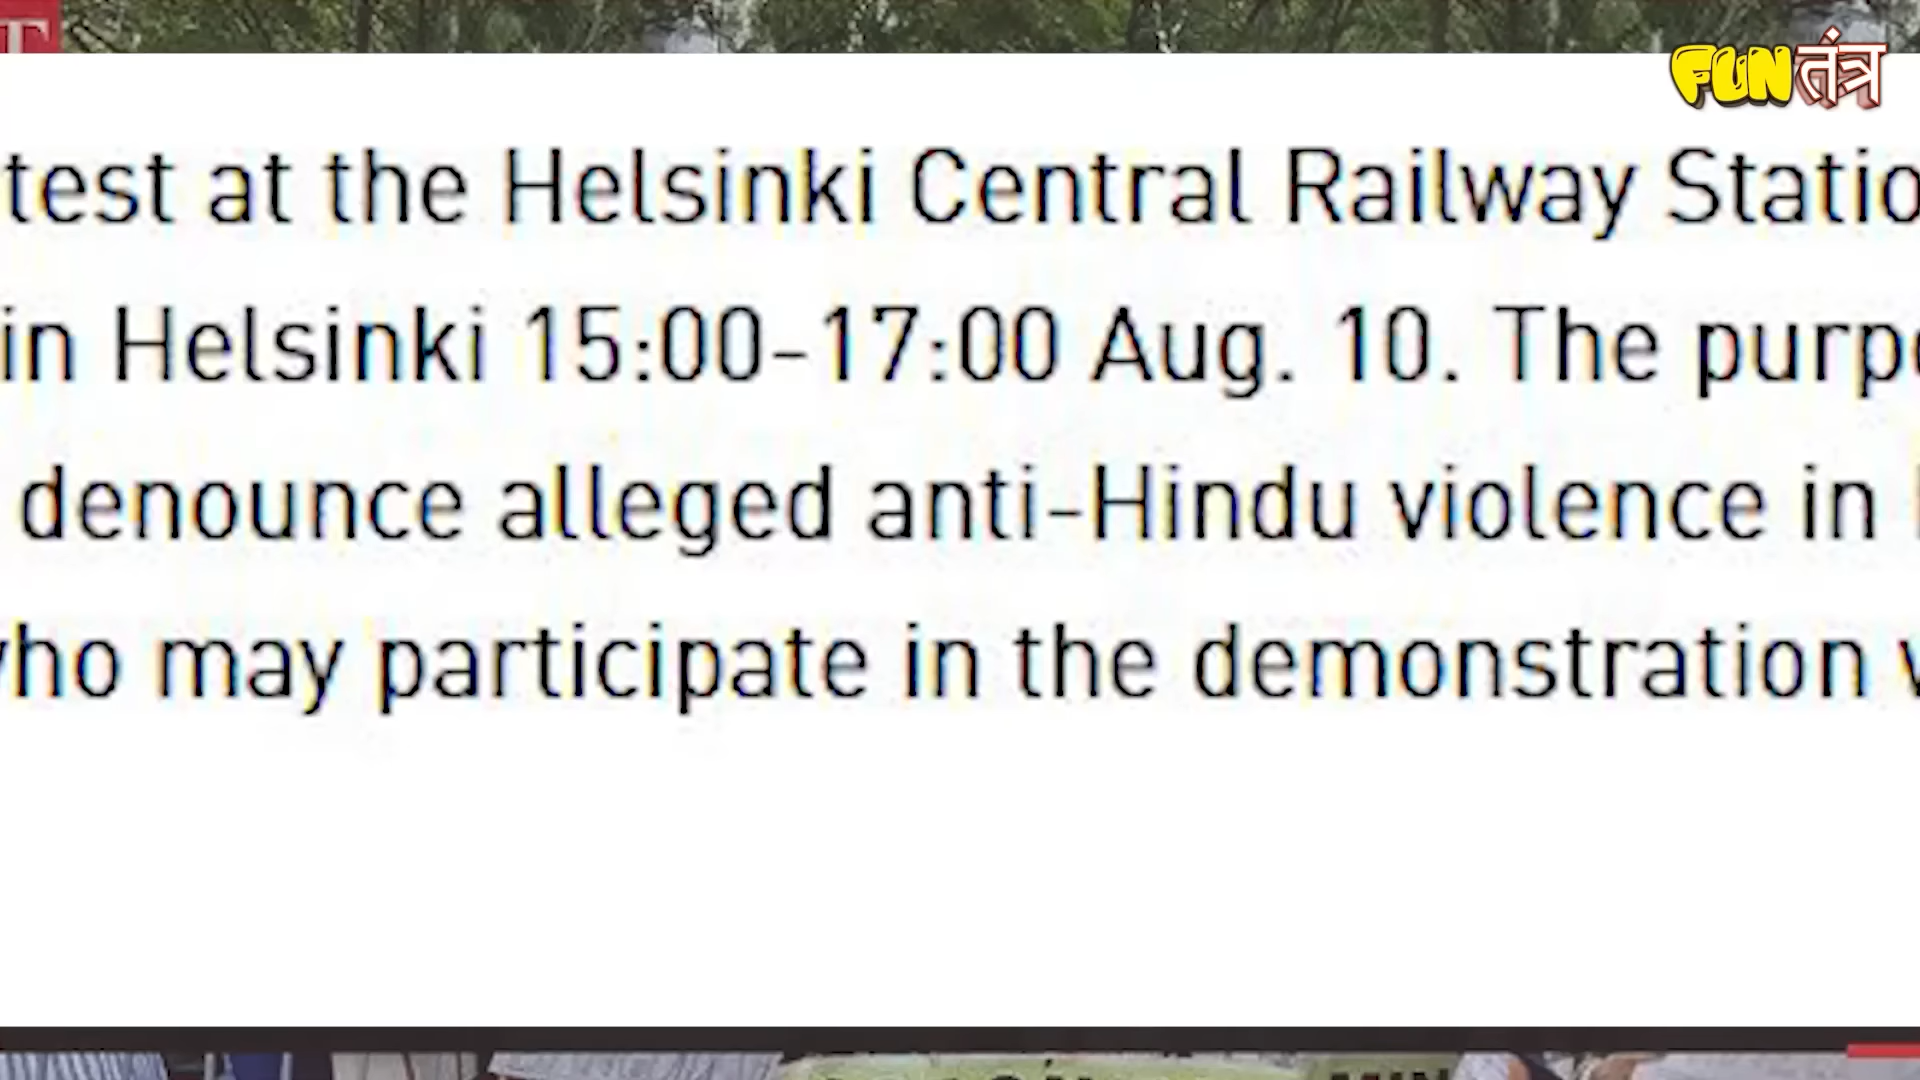 T
FUNतंत्र
test at the Helsinki Central Railway Statio
in Helsinki 15:00-17:00 Aug. 10. The purp
denounce alleged anti-Hindu violence in
who may participate in the demonstration